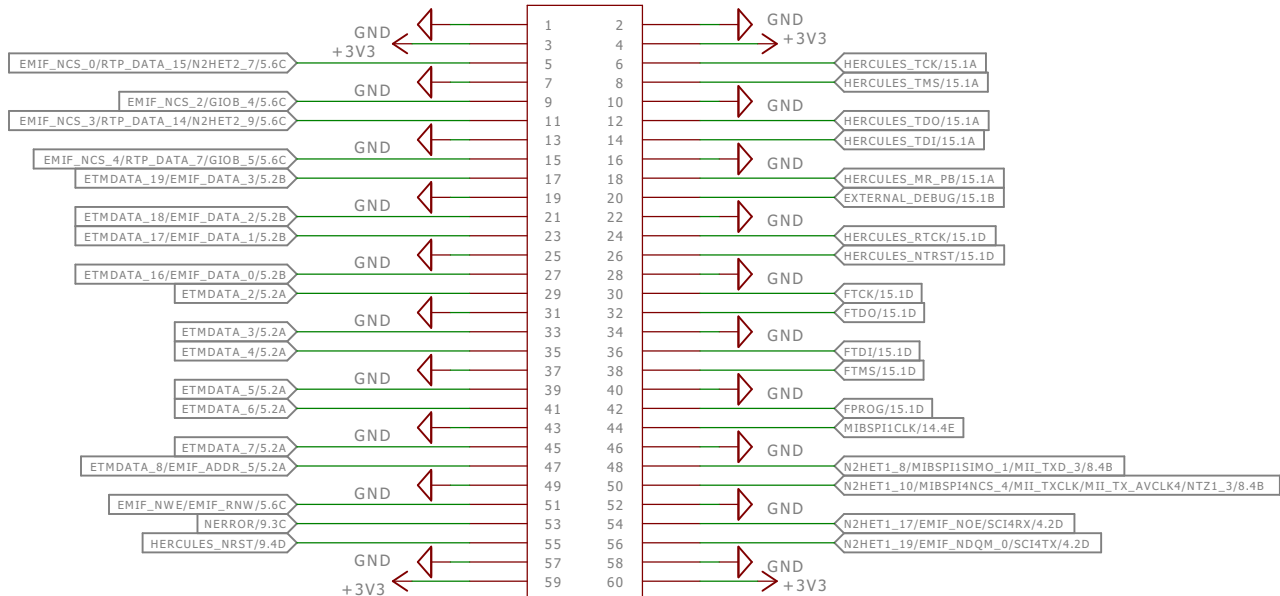 GND 1 2 GND
+3V3 3 4 +3V3
EMIF_NCS_0/RTP_DATA_15/N2HET2_7/5.6C 5 6 HERCULES_TCK/15.1A
GND 7 8 HERCULES_TMS/15.1A
EMIF_NCS_2/GIOB_4/5.6C 9 10 GND
EMIF_NCS_3/RTP_DATA_14/N2HET2_9/5.6C 11 12 HERCULES_TDO/15.1A
GND 13 14 HERCULES_TDI/15.1A
EMIF_NCS_4/RTP_DATA_7/GIOB_5/5.6C 15 16 GND
ETMDATA_19/EMIF_DATA_3/5.2B 17 18 HERCULES_MR_PB/15.1A
GND 19 20 EXTERNAL_DEBUG/15.1B
ETMDATA_18/EMIF_DATA_2/5.2B 21 22 GND
ETMDATA_17/EMIF_DATA_1/5.2B 23 24 HERCULES_RTCK/15.1D
GND 25 26 HERCULES_NTRST/15.1D
ETMDATA_16/EMIF_DATA_0/5.2B 27 28 GND
ETMDATA_2/5.2A 29 30 FTCK/15.1D
GND 31 32 FTDO/15.1D
ETMDATA_3/5.2A 33 34 GND
ETMDATA_4/5.2A 35 36 FTDI/15.1D
GND 37 38 FTMS/15.1D
ETMDATA_5/5.2A 39 40 GND
ETMDATA_6/5.2A 41 42 FPROG/15.1D
GND 43 44 MIBSPI1CLK/14.4E
ETMDATA_7/5.2A 45 46 GND
ETMDATA_8/EMIF_ADDR_5/5.2A 47 48 N2HET1_8/MIBSPI1SIMO_1/MII_TXD_3/8.4B
GND 49 50 N2HET1_10/MIBSPI4NCS_4/MII_TXCLK/MII_TX_AVCLK4/NTZ1_3/8.4B
EMIF_NWE/EMIF_RNW/5.6C 51 52 GND
NERROR/9.3C 53 54 N2HET1_17/EMIF_NOE/SCI4RX/4.2D
HERCULES_NRST/9.4D 55 56 N2HET1_19/EMIF_NDQM_0/SCI4TX/4.2D
GND 57 58 GND
+3V3 59 60 +3V3